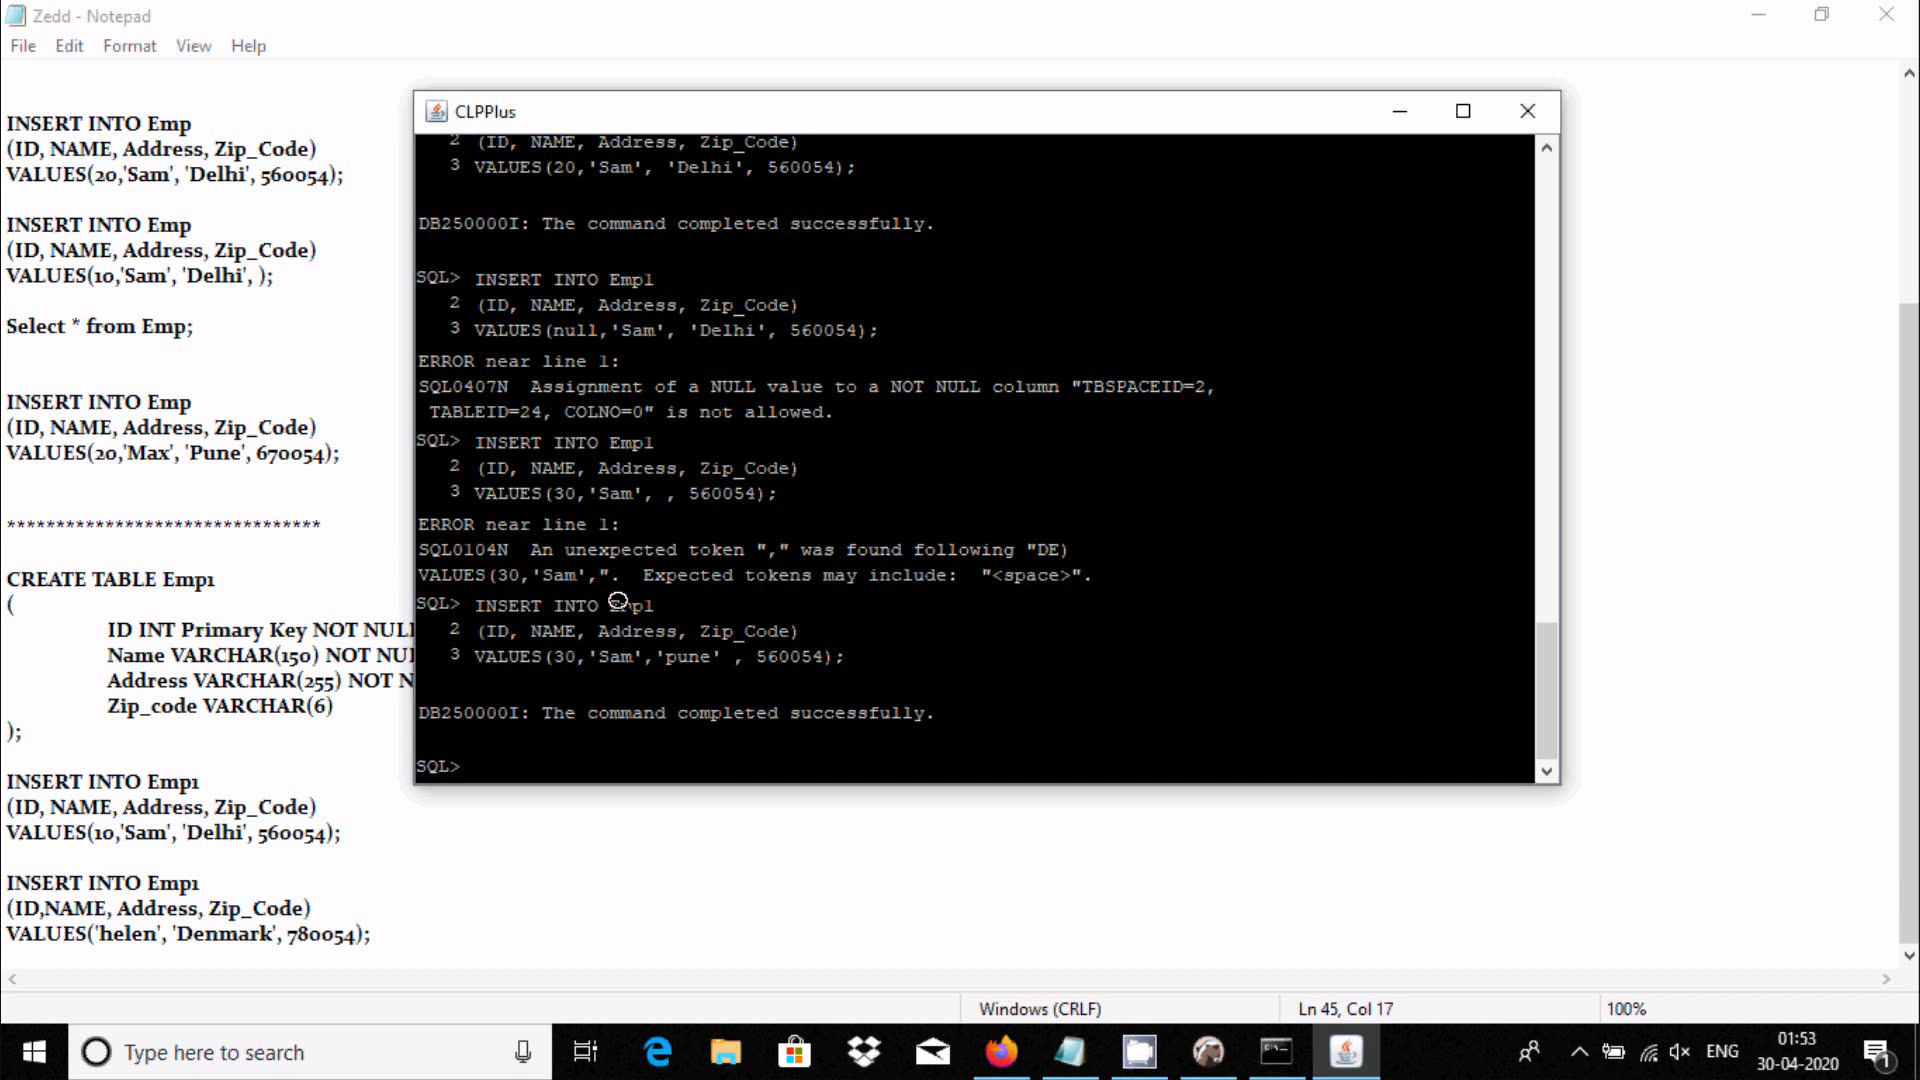 Zedd - Notepad
File Edit Format View Help
INSERT INTO Emp
(ID, NAME, Address, Zip_Code)
VALUES(20,'Sam', 'Delhi', 560054);
INSERT INTO Emp
(ID, NAME, Address, Zip_Code)
VALUES(10,'Sam', 'Delhi', );
Select * from Emp;
INSERT INTO Emp
(ID, NAME, Address, Zip_Code)
VALUES(20,'Max', 'Pune', 670054);
********************************
CREATE TABLE Emp1
(
ID INT Primary Key NOT NULL
Name VARCHAR(150) NOT NUL
Address VARCHAR(255) NOT N
Zip_code VARCHAR(6)
);
INSERT INTO Emp1
(ID, NAME, Address, Zip_Code)
VALUES(10,'Sam', 'Delhi', 560054);
INSERT INTO Emp1
(ID,NAME, Address, Zip_Code)
VALUES('helen', 'Denmark', 780054);
CLPPlus
2 (ID, NAME, Address, Zip_Code)
3 VALUES(20,'Sam', 'Delhi', 560054);
DB250000I: The command completed successfully.
SQL> INSERT INTO Emp1
2 (ID, NAME, Address, Zip_Code)
3 VALUES(null,'Sam', 'Delhi', 560054);
ERROR near line 1:
SQL0407N Assignment of a NULL value to a NOT NULL column "TBSPACEID=2,
TABLEID=24, COLNO=0" is not allowed.
SQL> INSERT INTO Emp1
2 (ID, NAME, Address, Zip_Code)
3 VALUES(30,'Sam', , 560054);
ERROR near line 1:
SQL0104N An unexpected token "," was found following "DE)
VALUES(30,'Sam',". Expected tokens may include: "<space>".
SQL> INSERT INTO Emp1
2 (ID, NAME, Address, Zip_Code)
3 VALUES(30,'Sam','pune' , 560054);
DB250000I: The command completed successfully.
SQL>
Windows (CRLF) Ln 45, Col 17 100%
Type here to search
ENG
01:53
30-04-2020
1